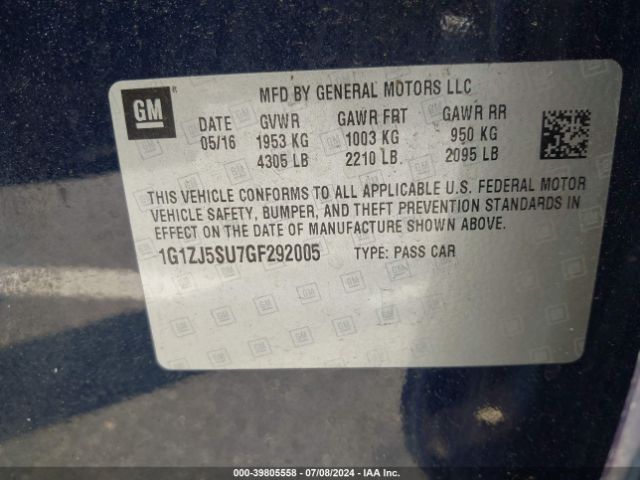 GM
®
MFD BY GENERAL MOTORS LLC
DATE GVWR GAWR FRT GAWR RR
05/16 1953 KG 1003 KG 950 KG
4305 LB 2210 LB 2095 LB
THIS VEHICLE CONFORMS TO ALL APPLICABLE U.S. FEDERAL MOTOR
VEHICLE SAFETY, BUMPER, AND THEFT PREVENTION STANDARDS IN
EFFECT ON THE DATE OF MANUFACTURE SHOWN ABOVE.
1G1ZJ5SU7GF292005 TYPE: PASS CAR
000-39805558 - 07/08/2024 - IAA Inc.